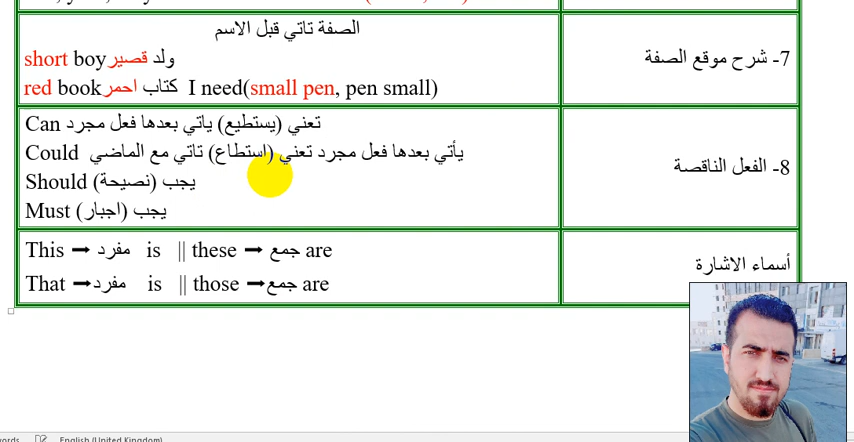 7- شرح موقع الصفة
الصفة تاتي قبل الاسم
short boy ولد قصير
red book كتاب احمر I need(small pen, pen small)
8- الفعل الناقصة
Can تعني (يستطيع) ياتي بعدها فعل مجرد
Could يأتي بعدها فعل مجرد تعني (استطاع) تاتي مع الماضي
Should يجب (نصيحة)
Must يجب (اجبار)
أسماء الاشارة
This ➞ مفرد is || these ➞ جمع are
That ➞ مفرد is || those ➞ جمع are
English (United Kingdom)